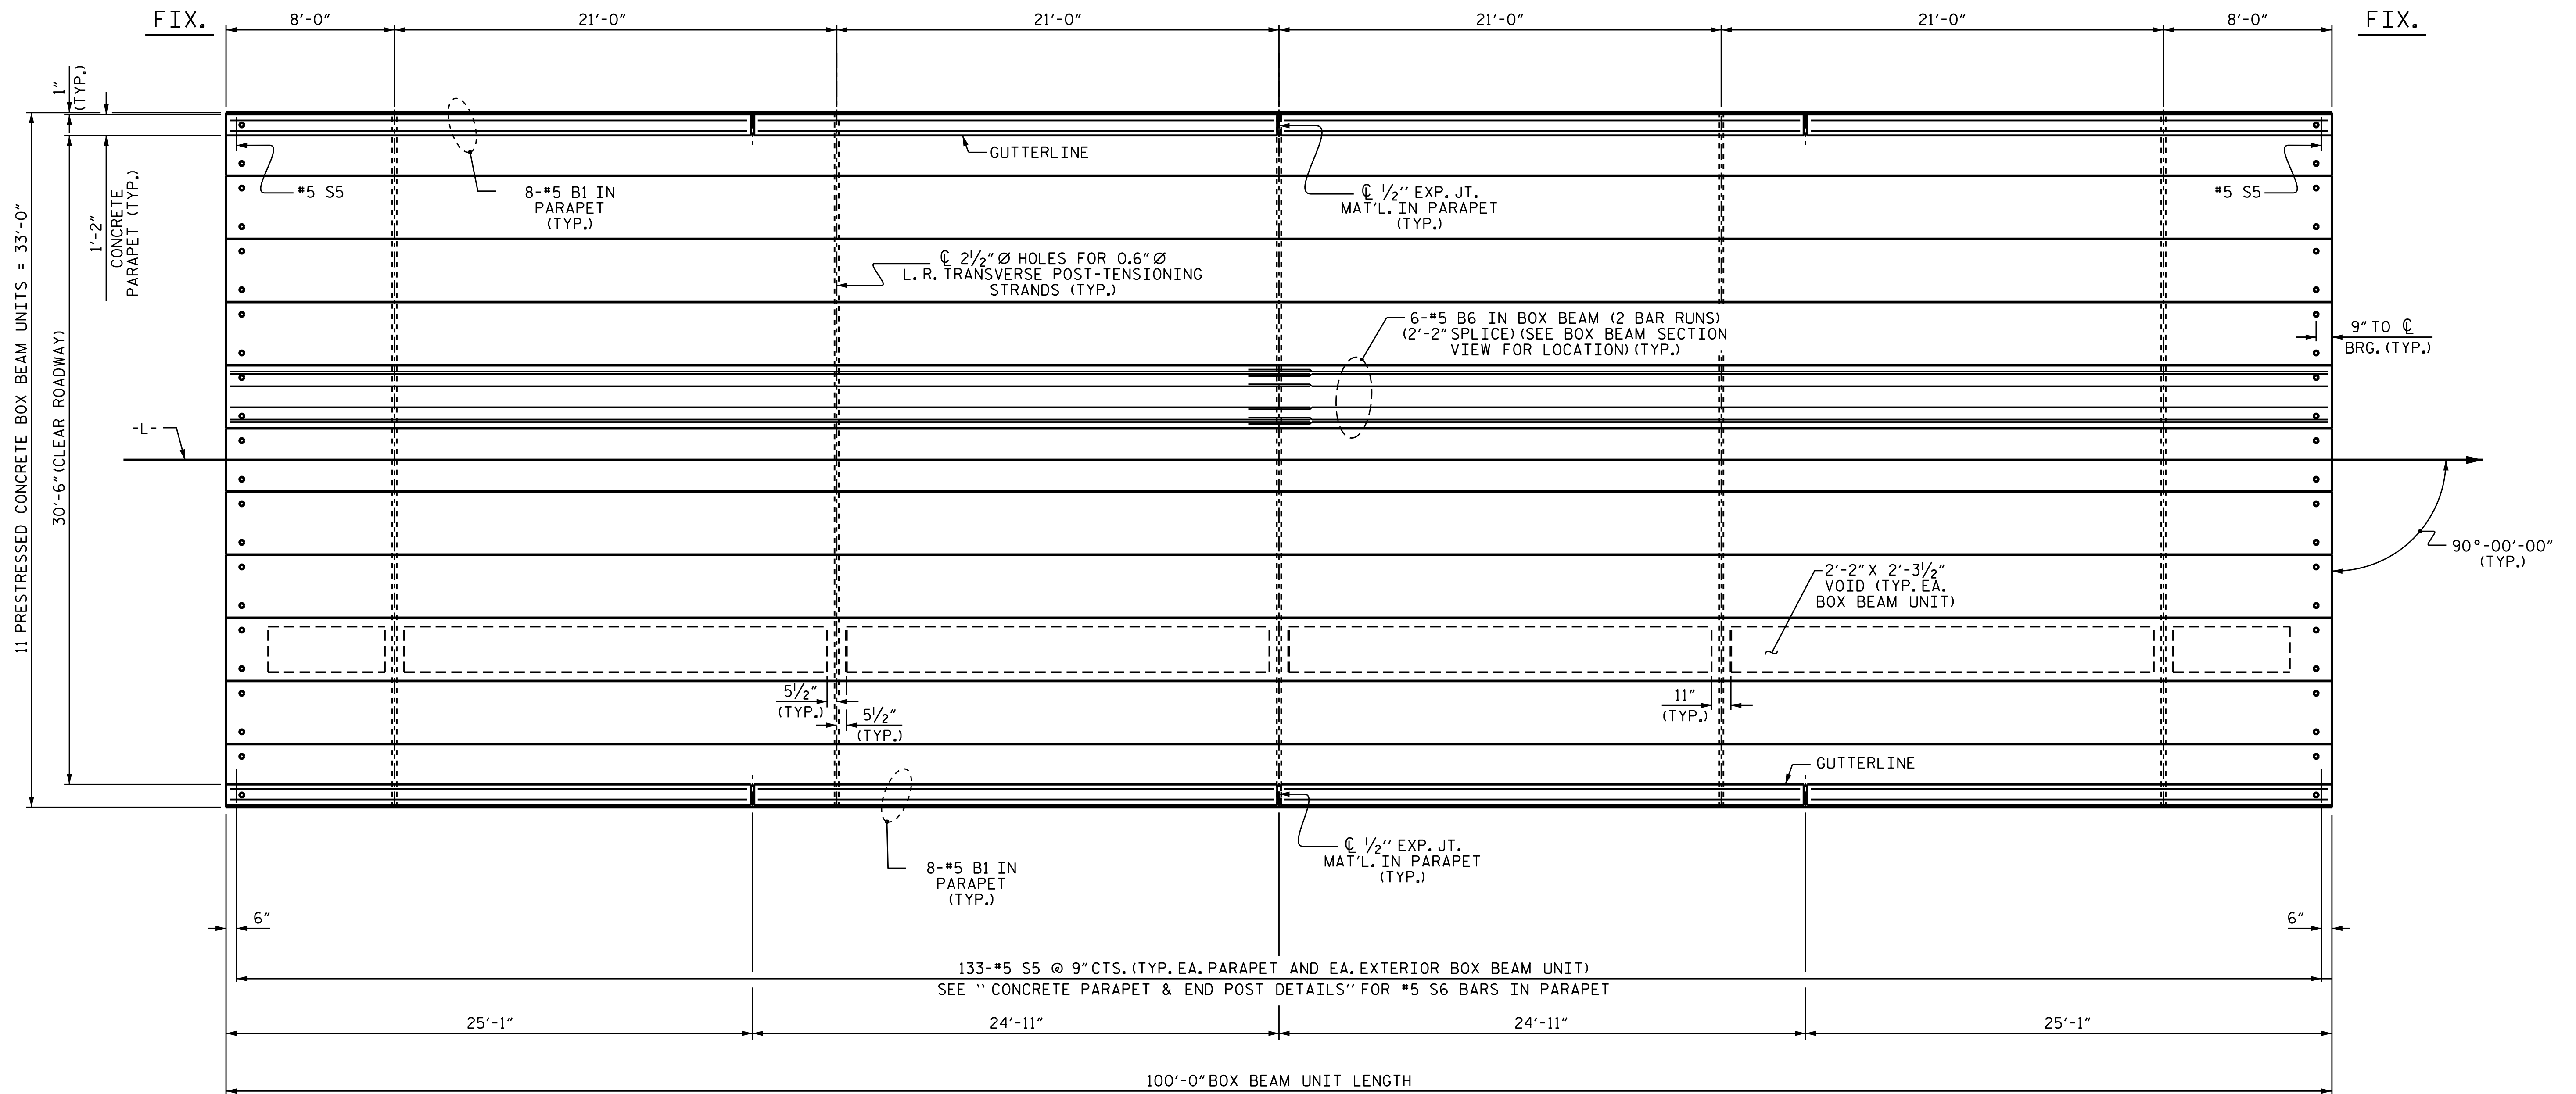 FIX.
8'-0"
21'-0"
21'-0"
21'-0"
21'-0"
8'-0"
FIX.
1"
(TYP.)
1'-2"
CONCRETE
PARAPET (TYP.)
11 PRESTRESSED CONCRETE BOX BEAM UNITS = 33'-0"
30'-6" (CLEAR ROADWAY)
GUTTERLINE
#5 S5
8-#5 B1 IN
PARAPET
(TYP.)
℄ 1/2'' EXP. JT.
MAT'L. IN PARAPET
(TYP.)
#5 S5
℄ 2 1/2" Ø HOLES FOR 0.6" Ø
L. R. TRANSVERSE POST-TENSIONING
STRANDS (TYP.)
6-#5 B6 IN BOX BEAM (2 BAR RUNS)
(2'-2" SPLICE) (SEE BOX BEAM SECTION
VIEW FOR LOCATION) (TYP.)
9" TO ℄
BRG. (TYP.)
-L-
90°-00'-00"
(TYP.)
2'-2" X 2'-3 1/2"
VOID (TYP. EA.
BOX BEAM UNIT)
5 1/2"
(TYP.)
5 1/2"
(TYP.)
11"
(TYP.)
GUTTERLINE
8-#5 B1 IN
PARAPET
(TYP.)
℄ 1/2'' EXP. JT.
MAT'L. IN PARAPET
(TYP.)
6"
6"
133-#5 S5 @ 9" CTS. (TYP. EA. PARAPET AND EA. EXTERIOR BOX BEAM UNIT)
SEE ``CONCRETE PARAPET & END POST DETAILS'' FOR #5 S6 BARS IN PARAPET
25'-1"
24'-11"
24'-11"
25'-1"
100'-0" BOX BEAM UNIT LENGTH